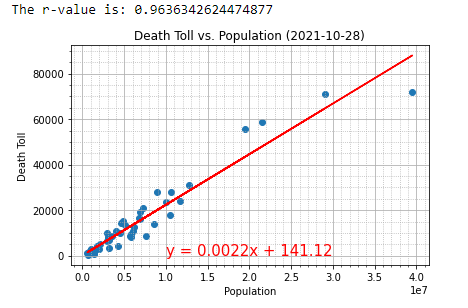 The r-value is: 0.9636342624474877
Death Toll vs. Population (2021-10-28)
80000
60000
40000
20000
0
Death Toll
y = 0.0022x + 141.12
0.0 0.5 1.0 1.5 2.0 2.5 3.0 3.5 4.0
1e7
Population